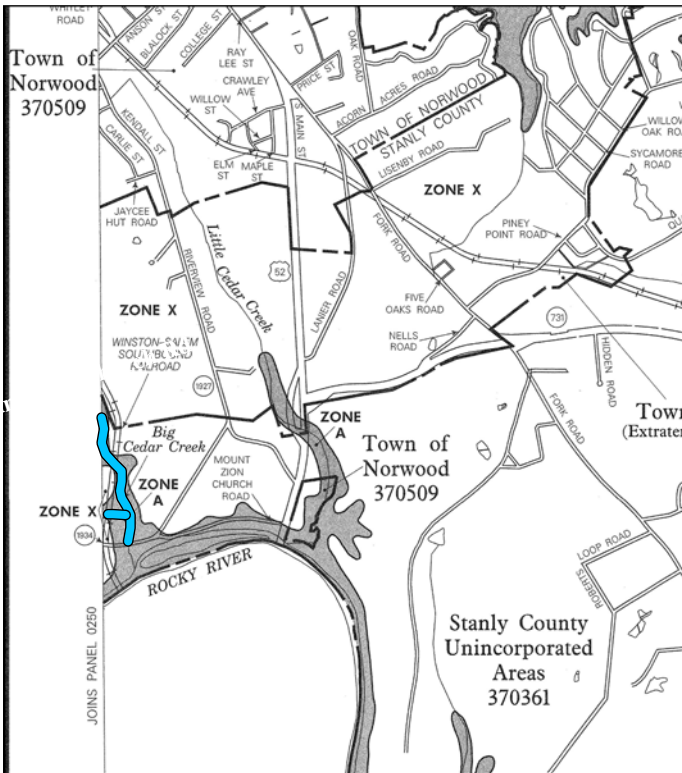 WHITLEY
ROAD
ANSON ST
BLALOCK ST
COLLEGE ST
RAY
LEE ST
CRAWLEY
AVE
PRICE ST
OAK ROAD
Town of
Norwood
370509
WILLOW
ST
S MAIN ST
ACORN
ACRES ROAD
TOWN OF NORWOOD
STANLY COUNTY
LISENBY ROAD
WILLOW
OAK ROAD
SYCAMORE
ROAD
KENDALL ST
CARLIE ST
ELM
ST
MAPLE
ST
ZONE X
JAYCEE
HUT ROAD
RIVERVIEW ROAD
Little Cedar Creek
52
FORK ROAD
PINEY
POINT ROAD
LANIER ROAD
FIVE
OAKS ROAD
ZONE X
731
NELLS
ROAD
HIDDEN ROAD
WINSTON-SALEM
SOUTHBOUND
RAILROAD
1927
FORK ROAD
Town
(Extrater
Big
Cedar Creek
ZONE
A
Town of
Norwood
370509
MOUNT
ZION
CHURCH
ROAD
ZONE
A
ZONE X
1934
ROCKY RIVER
LOOP ROAD
ROBERTS
JOINS PANEL 0250
Stanly County
Unincorporated
Areas
370361